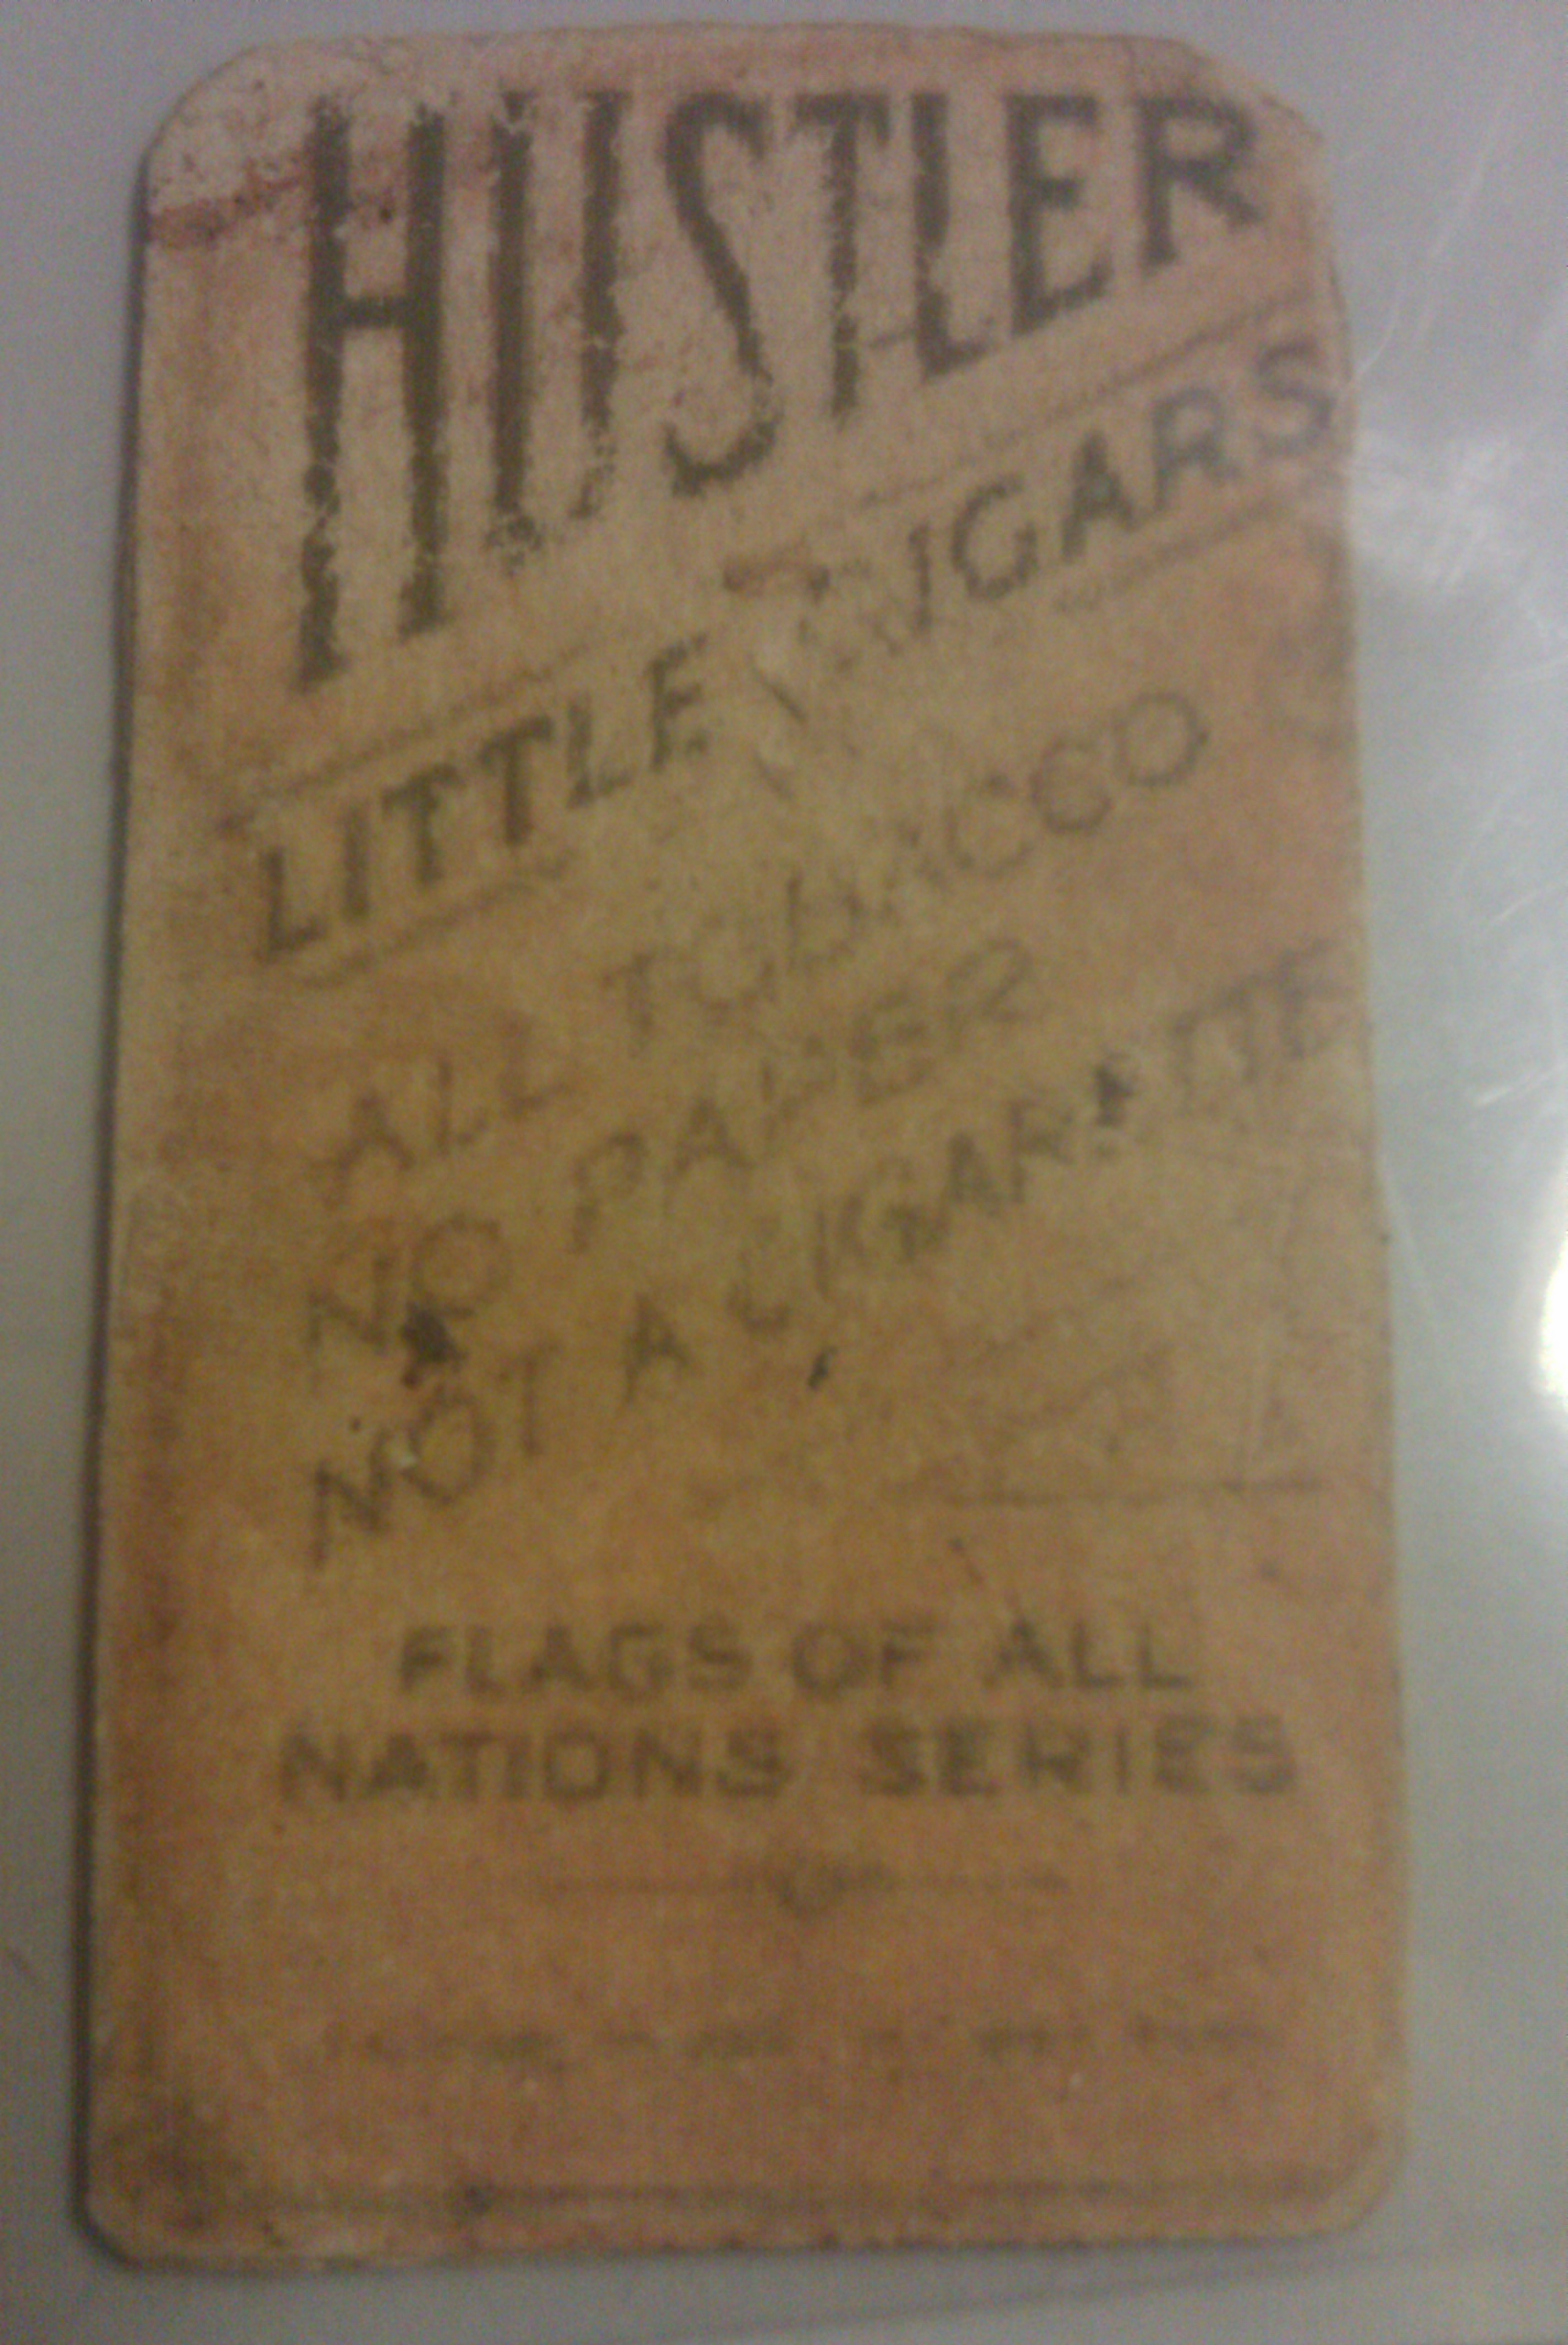 HUSTLER
LITTLE CIGARS
ALL TOBACCO
NO PAPER
NOT A CIGARETTE
FLAGS OF ALL
NATIONS SERIES